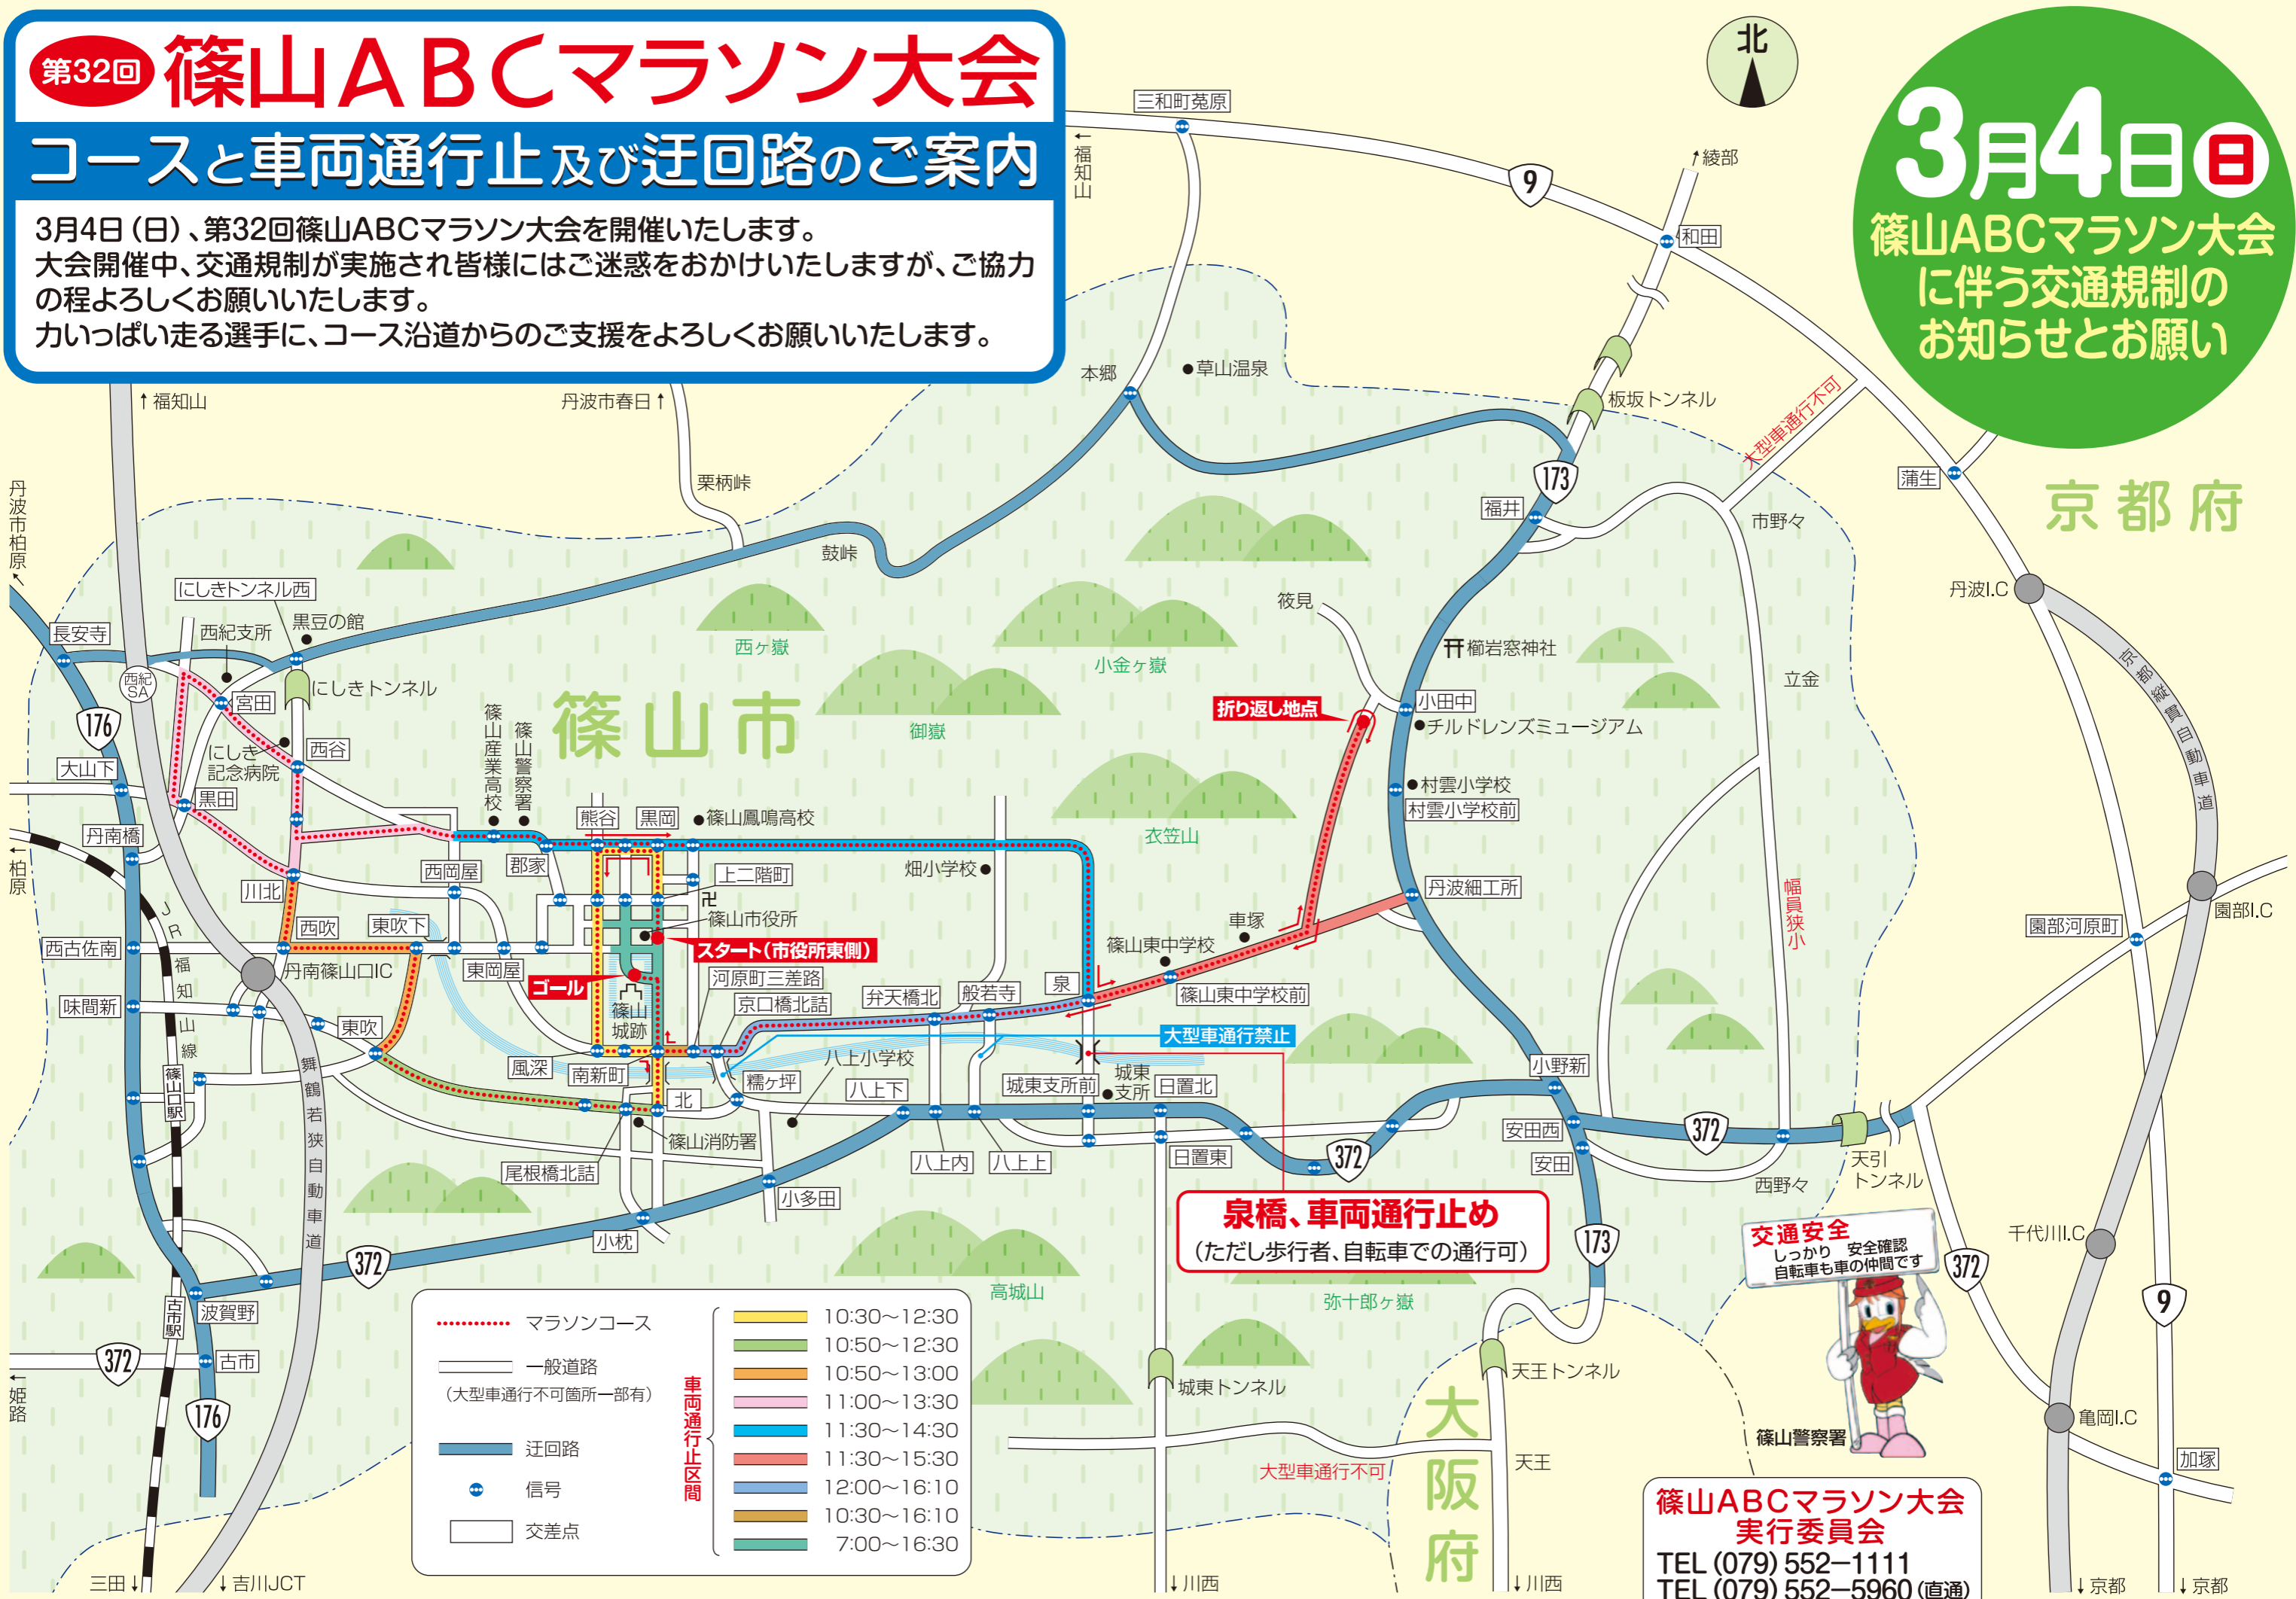 第32回 篠山ABCマラソン大会
コースと車両通行止及び迂回路のご案内
3月4日(日)、第32回篠山ABCマラソン大会を開催いたします。
大会開催中、交通規制が実施され皆様にはご迷惑をおかけいたしますが、ご協力
の程よろしくお願いいたします。
力いっぱい走る選手に、コース沿道からのご支援をよろしくお願いいたします。
北
3月4日日
篠山ABCマラソン大会
に伴う交通規制の
お知らせとお願い
三和町菟原
←福知山
9
↑綾部
和田
↑福知山
丹波市春日↑
本郷
草山温泉
板坂トンネル
大型車通行不可
蒲生
京都府
丹波市柏原
栗柄峠
鼓峠
173
福井
市野々
丹波I.C
にしきトンネル西
長安寺
西紀支所
黒豆の館
西紀
SA
宮田
にしきトンネル
176
にしき
記念病院
西谷
大山下
黒田
丹南橋
←柏原
篠山産業高校
篠山警察署
篠山市
西ヶ嶽
小金ヶ嶽
御嶽
筱見
櫛岩窓神社
折り返し地点
小田中
チルドレンズミュージアム
立金
京都縦貫自動車道
村雲小学校
村雲小学校前
衣笠山
熊谷
黒岡
篠山鳳鳴高校
郡家
西岡屋
上二階町
畑小学校
川北
西吹
東吹下
篠山市役所
スタート(市役所東側)
丹波細工所
車塚
篠山東中学校
篠山東中学校前
幅員狭小
園部I.C
園部河原町
西古佐南
JR福知山線
丹南篠山口IC
東岡屋
ゴール
河原町三差路
京口橋北詰
弁天橋北
般若寺
泉
味間新
東吹
篠山
城跡
大型車通行禁止
風深
南新町
八上小学校
篠山口駅
舞鶴若狭自動車道
北
糯ヶ坪
八上下
城東支所前
城東
支所
日置北
小野新
篠山消防署
尾根橋北詰
八上内
八上上
日置東
372
安田西
安田
372
西野々
天引
トンネル
小多田
小枕
372
泉橋、車両通行止め
(ただし歩行者、自転車での通行可)
173
交通安全
しっかり 安全確認
自転車も車の仲間です
372
千代川I.C
9
波賀野
古市駅
古市
372
←姫路
176
高城山
弥十郎ヶ嶽
城東トンネル
天王トンネル
大阪府
天王
大型車通行不可
篠山警察署
亀岡I.C
加塚
マラソンコース
一般道路
(大型車通行不可箇所一部有)
迂回路
信号
交差点
車両通行止区間
10:30〜12:30
10:50〜12:30
10:50〜13:00
11:00〜13:30
11:30〜14:30
11:30〜15:30
12:00〜16:10
10:30〜16:10
7:00〜16:30
篠山ABCマラソン大会
実行委員会
TEL(079)552−1111
TEL(079)552−5960(直通)
三田↓
↓吉川JCT
↓川西
↓川西
↓京都
↓京都